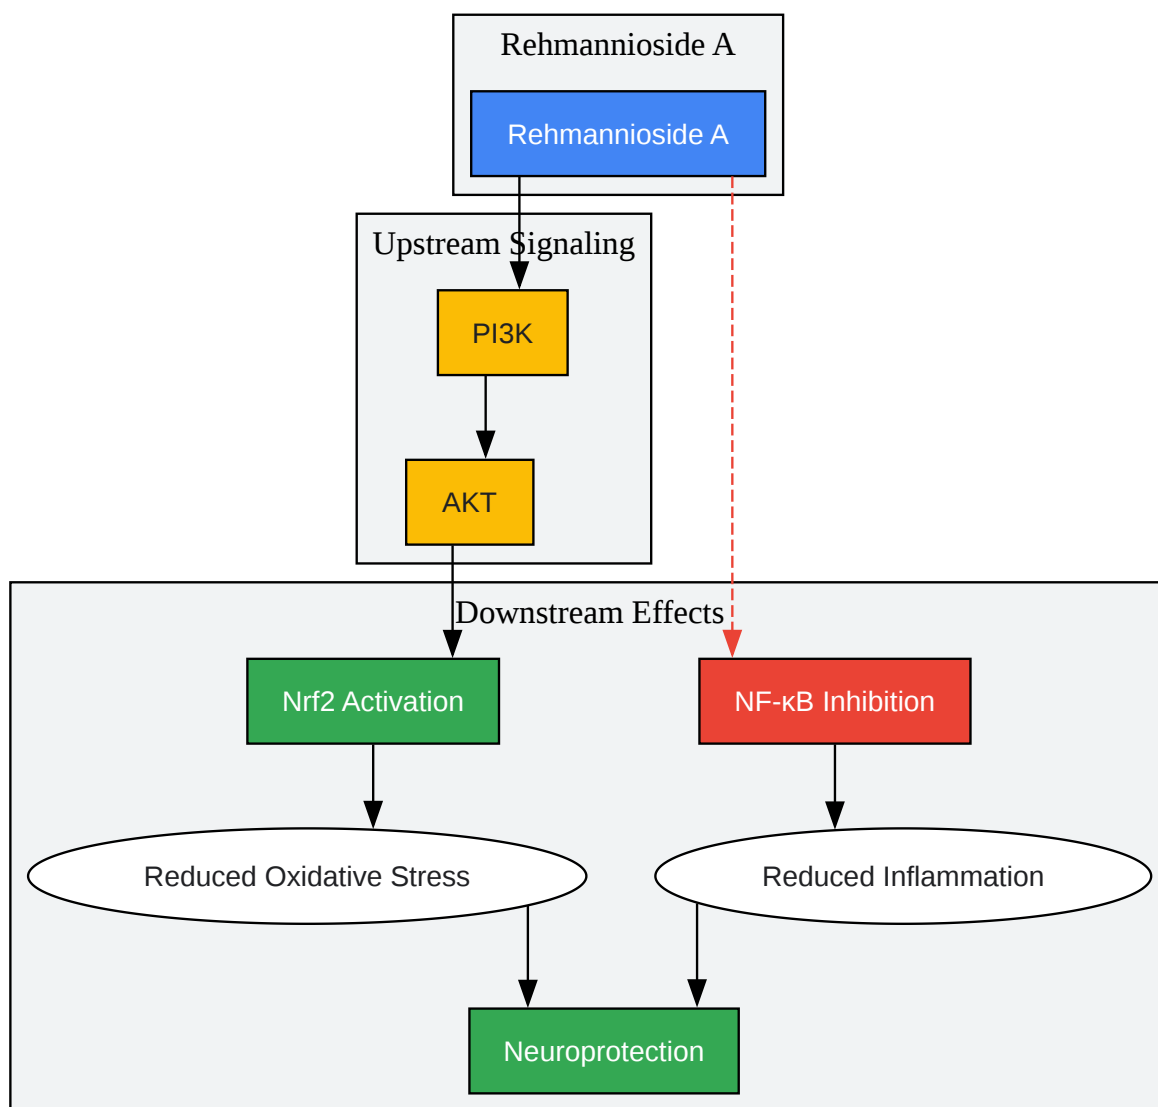 Rehmannioside A
Rehmannioside A
Upstream Signaling
PI3K
AKT
Downstream Effects
Nrf2 Activation
NF-κB Inhibition
Reduced Oxidative Stress
Reduced Inflammation
Neuroprotection